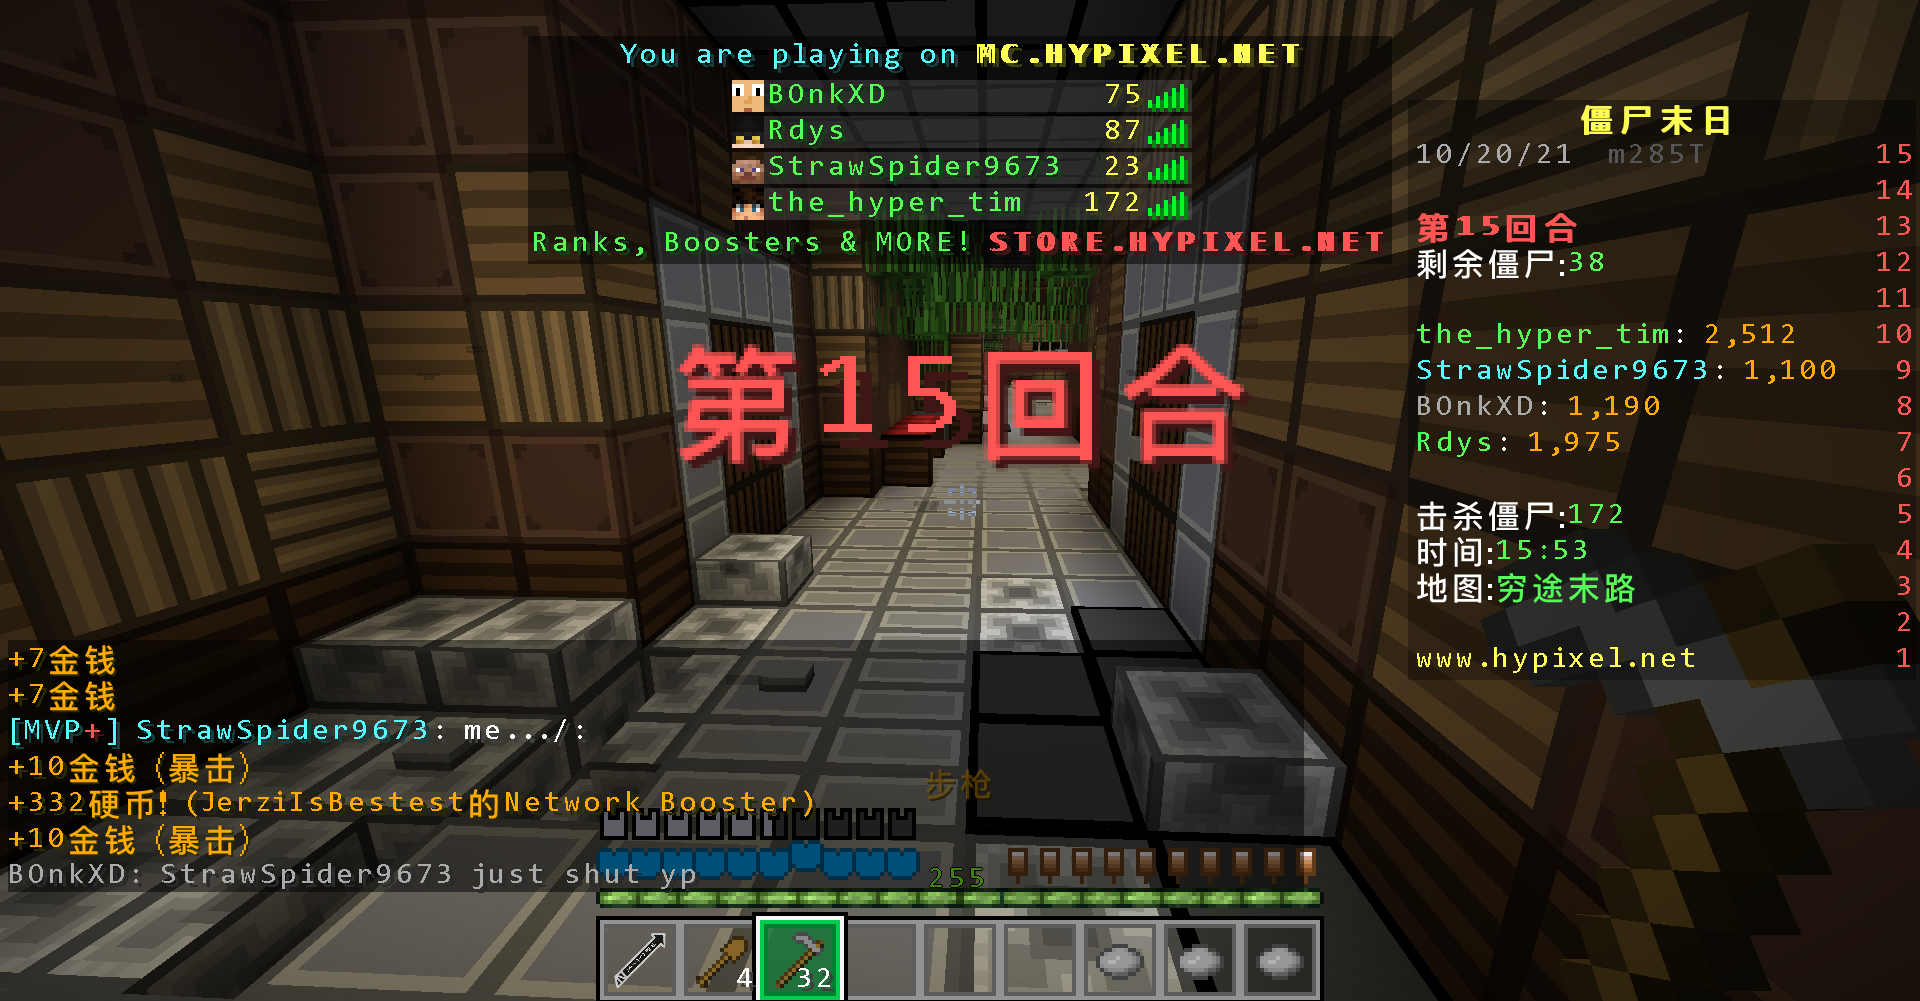 You are playing on MC.HYPIXEL.NET
B0nkXD 75
Rdys 87
StrawSpider9673 23
the_hyper_tim 172
Ranks, Boosters & MORE! STORE.HYPIXEL.NET
僵尸末日
10/20/21 m285T 15
14
第15回合 13
剩余僵尸:38 12
11
the_hyper_tim: 2,512 10
StrawSpider9673: 1,100 9
B0nkXD: 1,190 8
Rdys: 1,975 7
6
击杀僵尸:172 5
时间:15:53 4
地图:穷途末路 3
2
www.hypixel.net 1
第15回合
+7金钱
+7金钱
[MVP+] StrawSpider9673: me.../:
+10金钱 (暴击)
+332硬币! (JerziIsBestest的Network Booster)
+10金钱 (暴击)
B0nkXD: StrawSpider9673 just shut yp
步枪
255
4
32